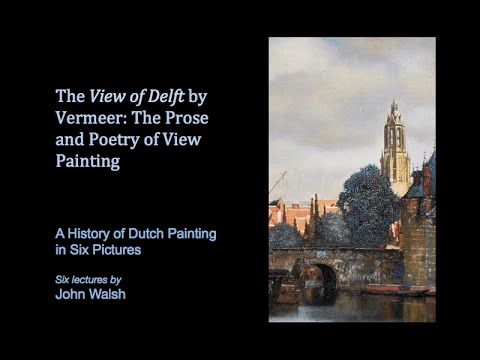 The View of Delft by
Vermeer: The Prose
and Poetry of View
Painting
A History of Dutch Painting
in Six Pictures
Six lectures by
John Walsh